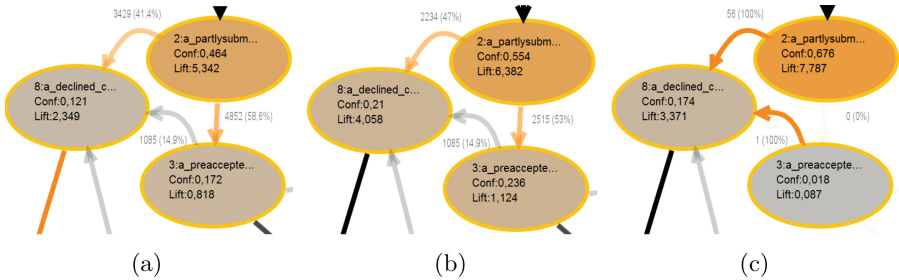 3429 (41,4%)
2:a_partlysubm...
Conf:0,464
Lift:5,342
8:a_declined_c...
Conf:0,121
Lift:2,349
4852 (58,6%)
1085 (14,9%)
3:a_preaccepte...
Conf:0,172
Lift:0,818
(a)
2234 (47%)
2:a_partlysubm...
Conf:0,554
Lift:6,382
8:a_declined_c...
Conf:0,21
Lift:4,058
2515 (53%)
1085 (14,9%)
3:a_preaccepte...
Conf:0,236
Lift:1,124
(b)
56 (100%)
2:a_partlysubm...
Conf:0,676
Lift:7,787
8:a_declined_c...
Conf:0,174
Lift:3,371
0 (0%)
1 (100%)
3:a_preaccepte...
Conf:0,018
Lift:0,087
(c)